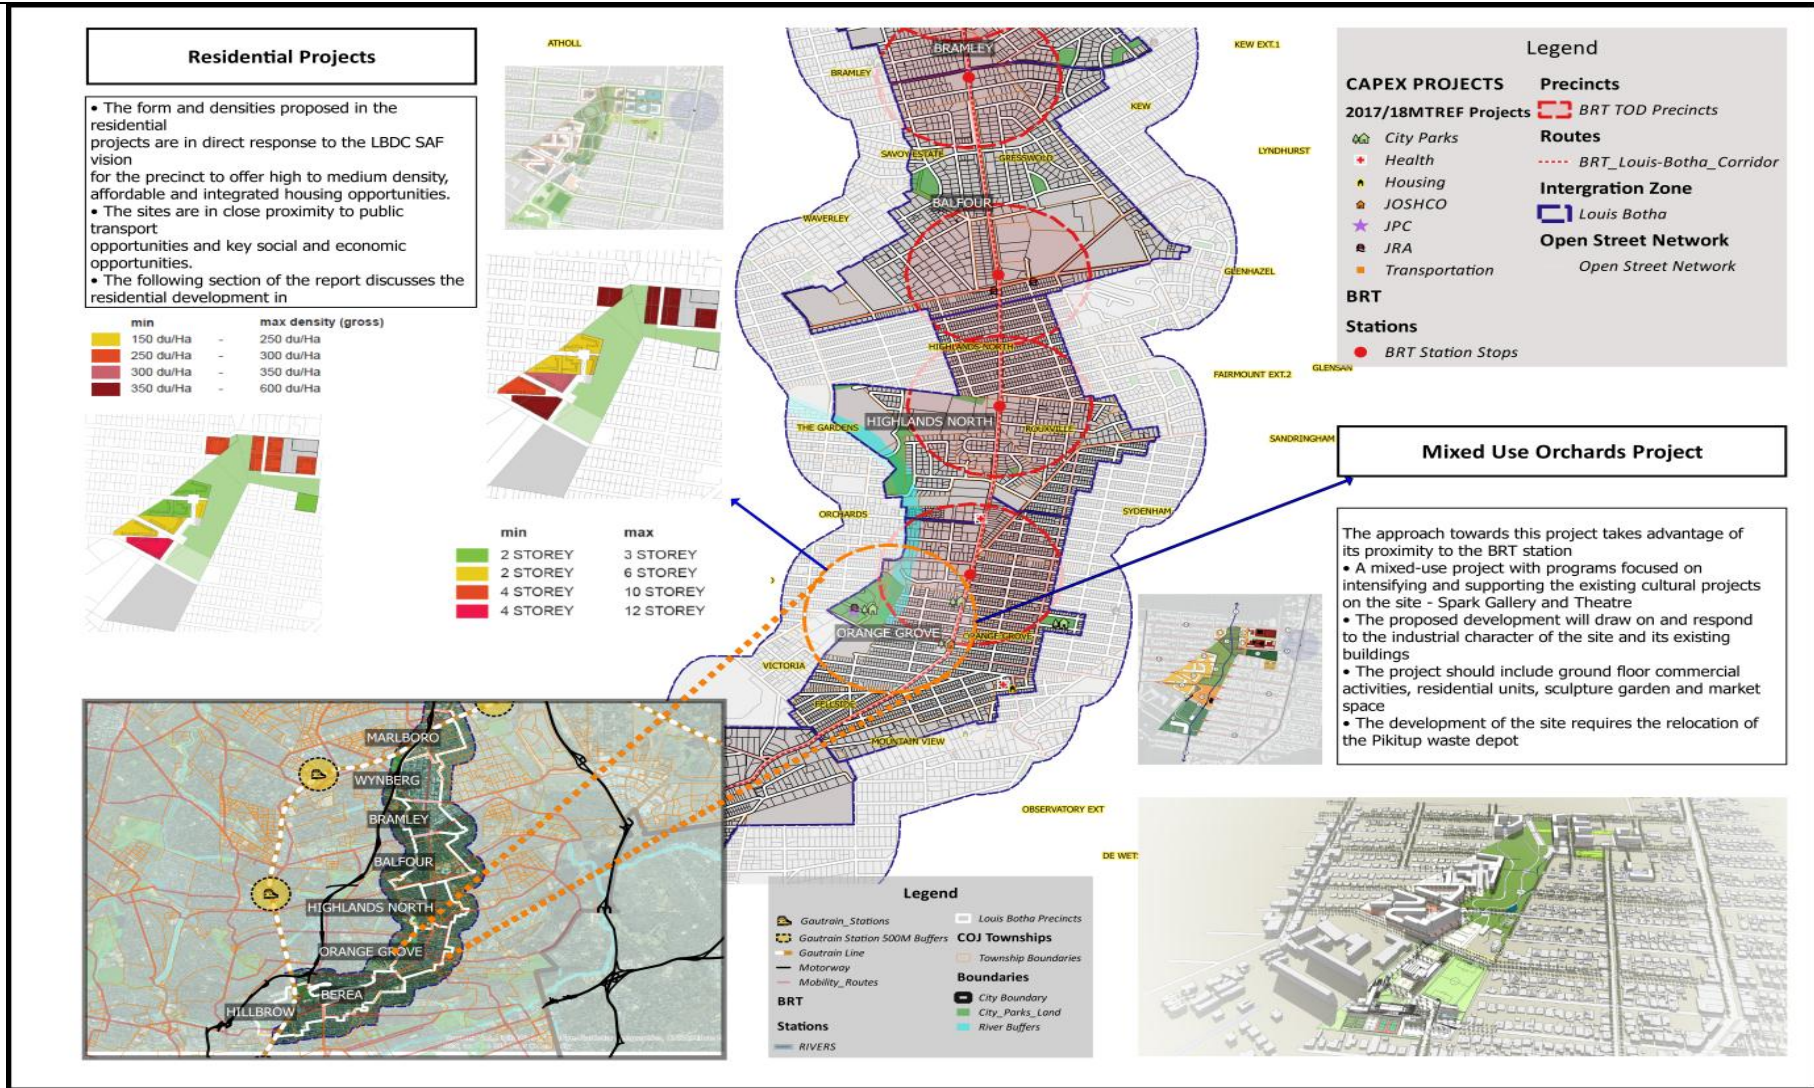 Residential Projects
• The form and densities proposed in the
residential
projects are in direct response to the LBDC SAF
vision
for the precinct to offer high to medium density,
affordable and integrated housing opportunities.
• The sites are in close proximity to public
transport
opportunities and key social and economic
opportunities.
• The following section of the report discusses the
residential development in
min max density (gross)
150 du/Ha - 250 du/Ha
250 du/Ha - 300 du/Ha
300 du/Ha - 350 du/Ha
350 du/Ha - 600 du/Ha
min max
2 STOREY 3 STOREY
2 STOREY 6 STOREY
4 STOREY 10 STOREY
4 STOREY 12 STOREY
ATHOLL
BRAMLEY
KEW EXT.1
BRAMLEY
KEW
SAVOY ESTATE
GRESSWOLD
LYNDHURST
BALFOUR
WAVERLEY
GLENHAZEL
HIGHLANDS NORTH
FAIRMOUNT EXT.2
GLENSAN
THE GARDENS
HIGHLANDS NORTH
ROUXVILLE
SANDRINGHAM
ORCHARDS
SYDENHAM
ORANGE GROVE
ORANGE GROVE
VICTORIA
FELLSIDE
MOUNTAIN VIEW
OBSERVATORY EXT
DE WET
Legend
CAPEX PROJECTS
2017/18MTREF Projects
City Parks
Health
Housing
JOSHCO
JPC
JRA
Transportation
BRT
Stations
BRT Station Stops
Precincts
BRT TOD Precincts
Routes
BRT_Louis-Botha_Corridor
Intergration Zone
Louis Botha
Open Street Network
Open Street Network
Mixed Use Orchards Project
The approach towards this project takes advantage of
its proximity to the BRT station
• A mixed-use project with programs focused on
intensifying and supporting the existing cultural projects
on the site - Spark Gallery and Theatre
• The proposed development will draw on and respond
to the industrial character of the site and its existing
buildings
• The project should include ground floor commercial
activities, residential units, sculpture garden and market
space
• The development of the site requires the relocation of
the Pikitup waste depot
MARLBORO
WYNBERG
BRAMLEY
BALFOUR
HIGHLANDS NORTH
ORANGE GROVE
BEREA
HILLBROW
Legend
Gautrain_Stations
Gautrain Station 500M Buffers
Gautrain Line
Motorway
Mobility_Routes
BRT
Stations
RIVERS
Louis Botha Precincts
COJ Townships
Township Boundaries
Boundaries
City Boundary
City_Parks_Land
River Buffers